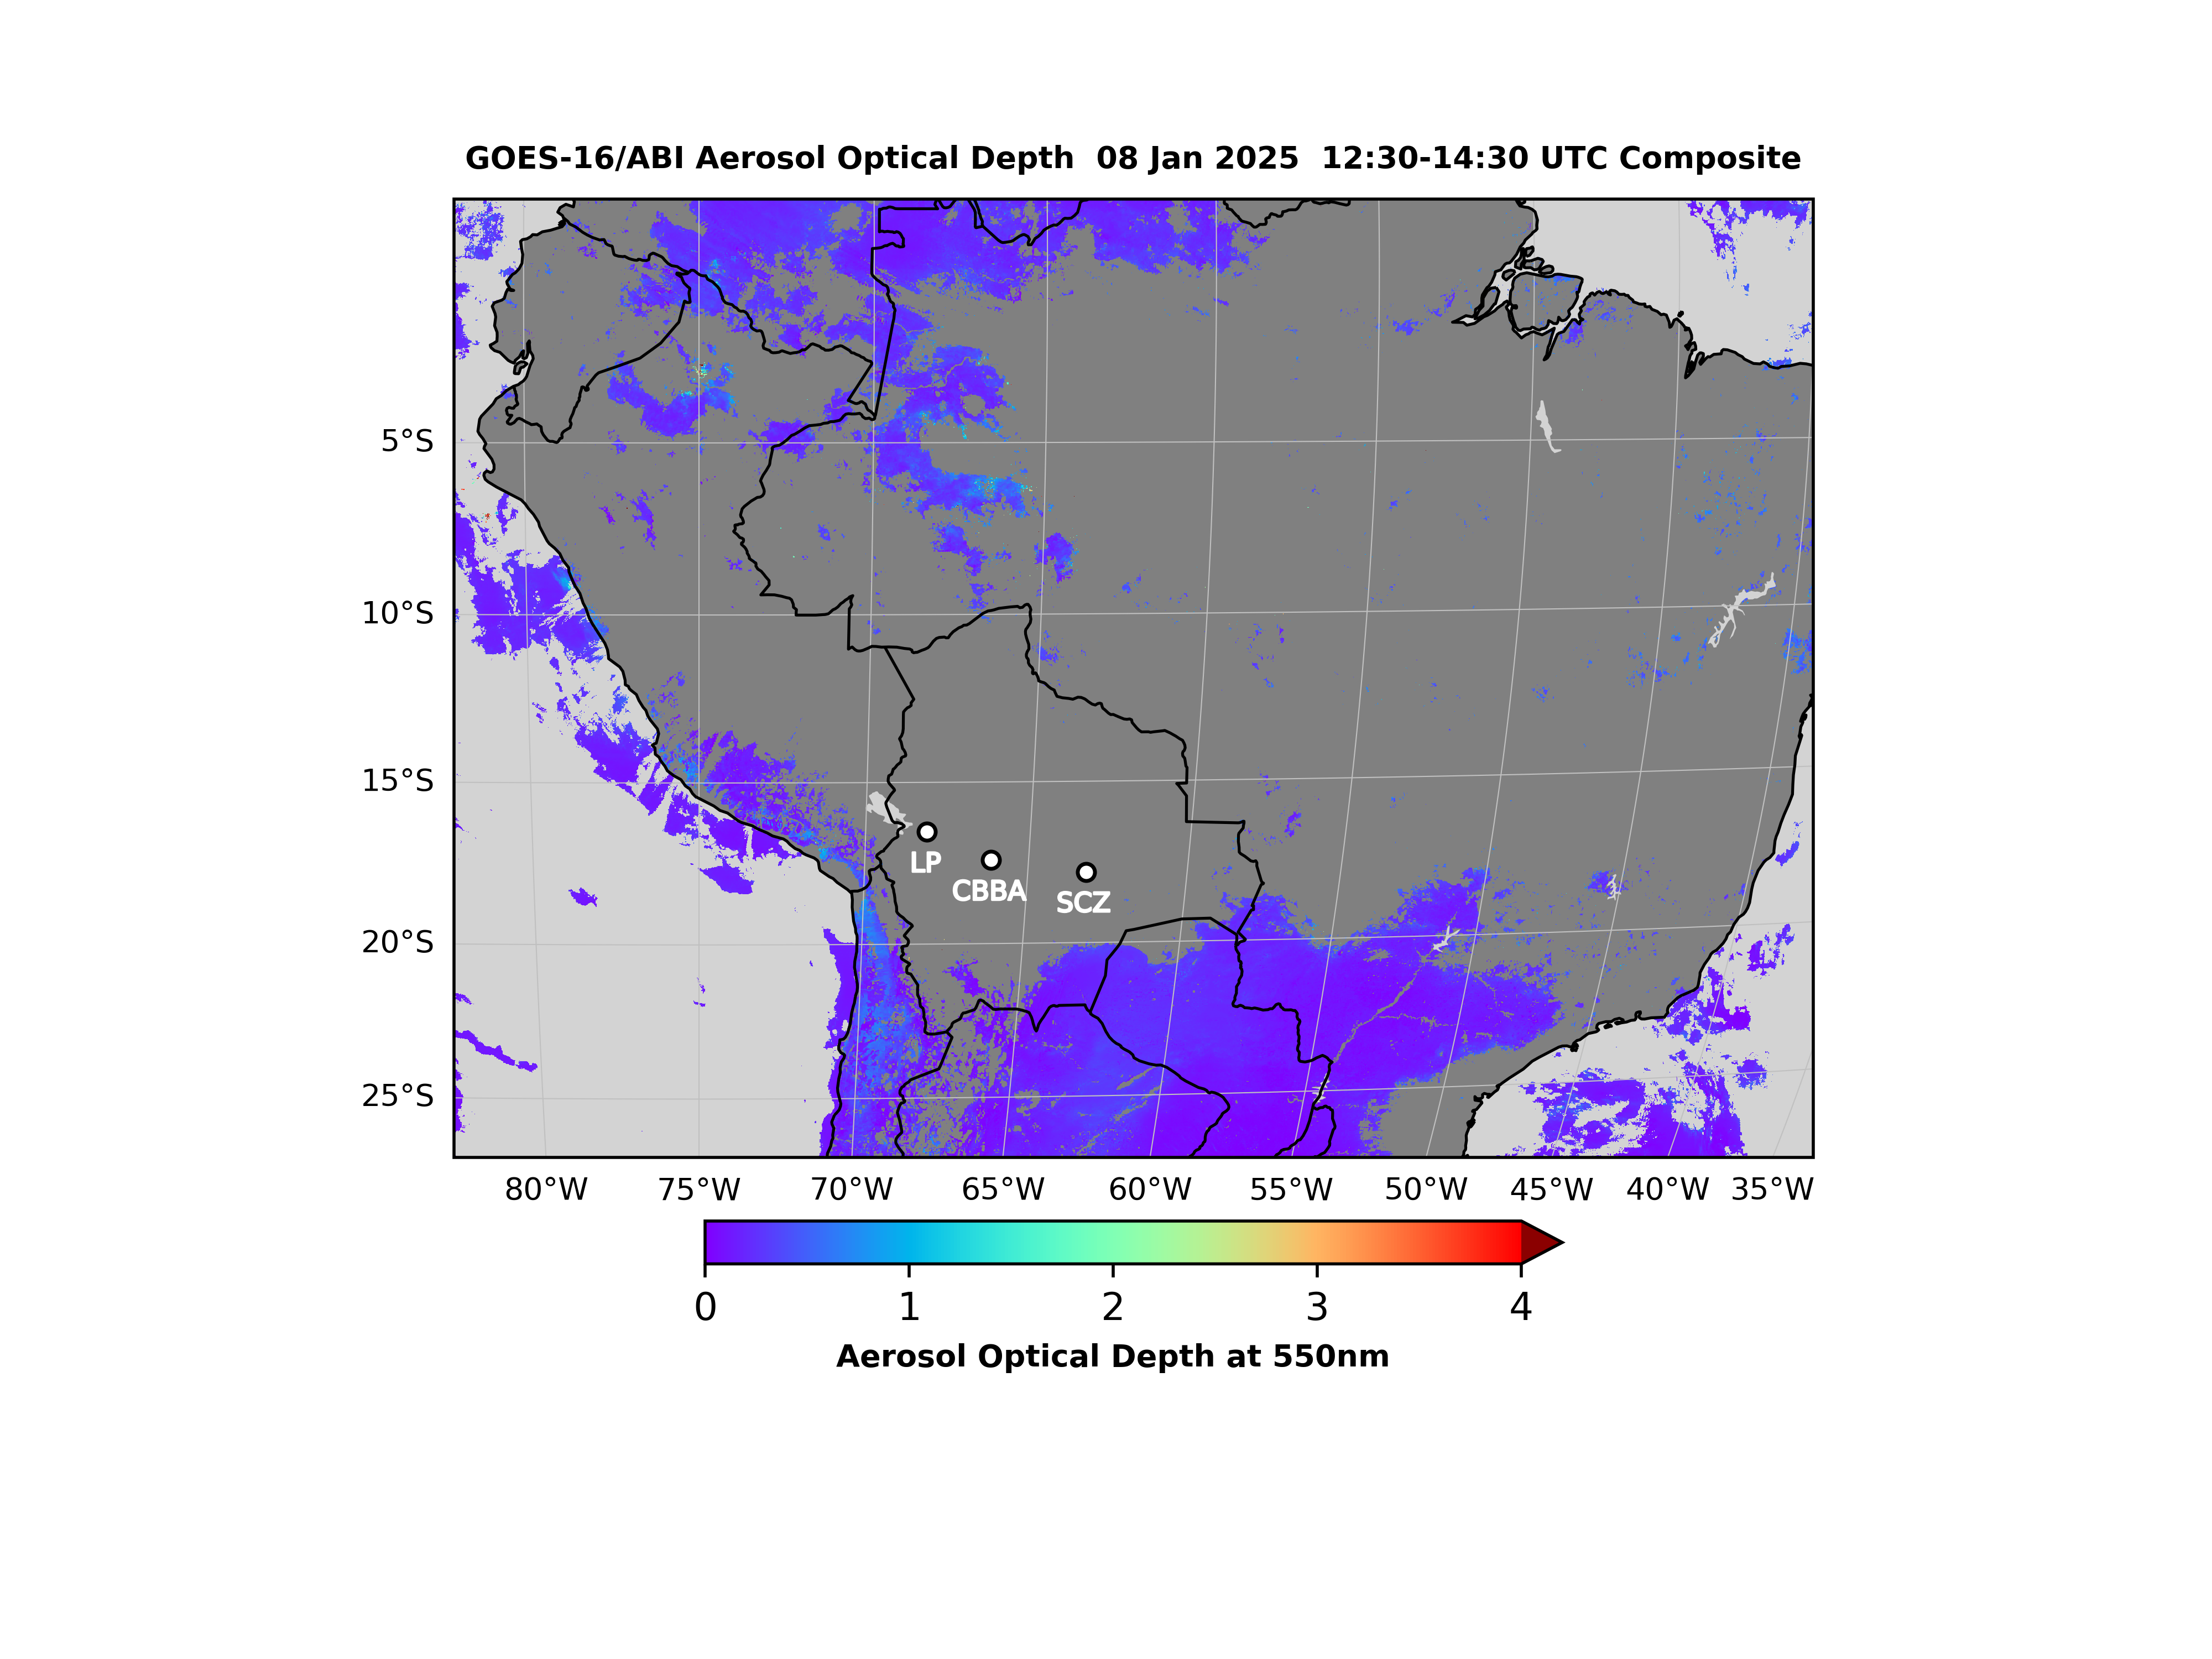 GOES-16/ABI Aerosol Optical Depth  08 Jan 2025  12:30-14:30 UTC Composite
5°S
10°S
15°S
LP
CBBA
SCZ
20°S
25°S
80°W 75°W 70°W 65°W 60°W 55°W 50°W 45°W 40°W 35°W
0 1 2 3 4
Aerosol Optical Depth at 550nm